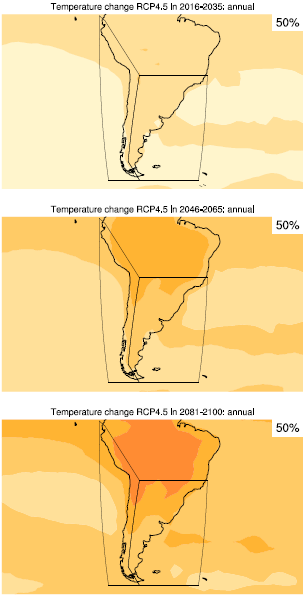 Temperature change RCP4.5 in 2016-2035: annual
50%
Temperature change RCP4.5 in 2046-2065: annual
50%
Temperature change RCP4.5 in 2081-2100: annual
50%